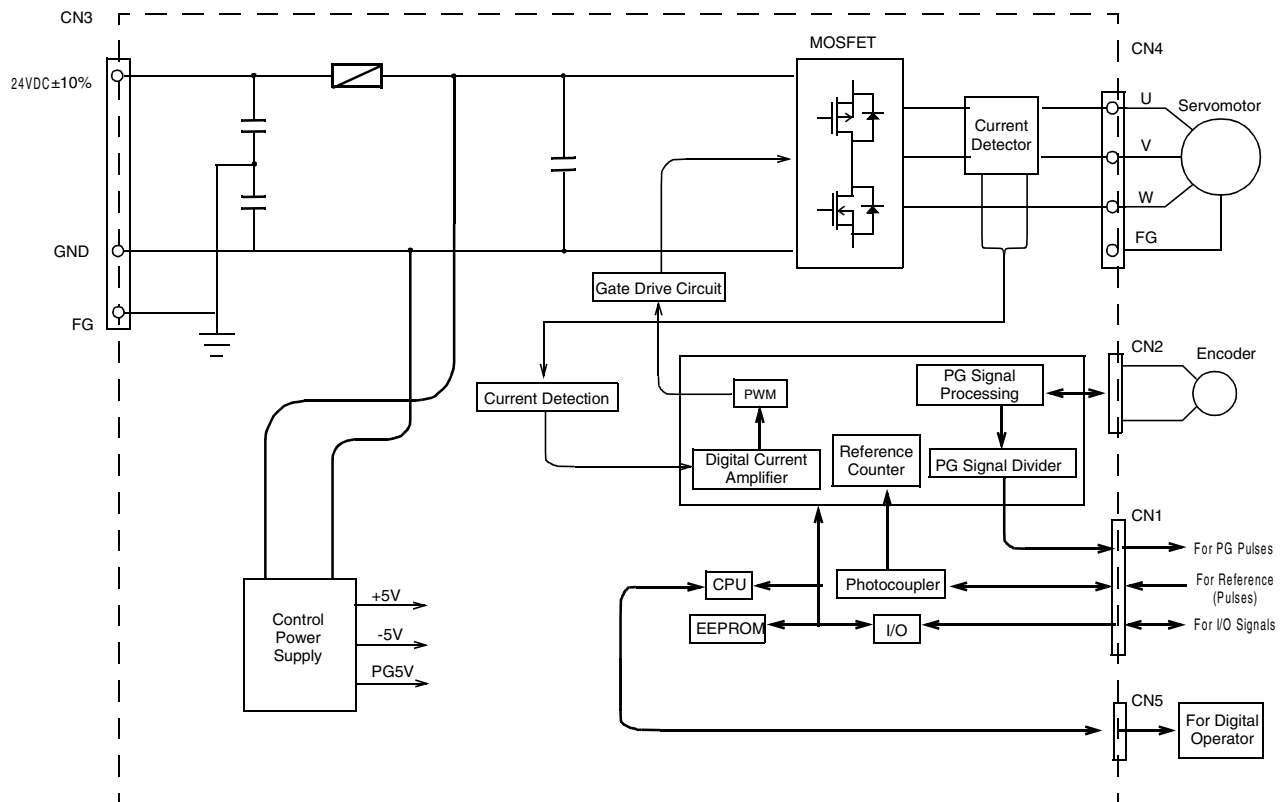 CN3
MOSFET
CN4
24VDC±10%
U
Servomotor
Current
Detector
V
W
GND
FG
Gate Drive Circuit
FG
CN2
Encoder
PG Signal
Processing
Current Detection
PWM
Digital Current
Amplifier
Reference
Counter
PG Signal Divider
CN1
For PG Pulses
CPU
Photocoupler
For Reference
(Pulses)
EEPROM
I/O
For I/O Signals
Control
Power
Supply
+5V
-5V
PG5V
CN5
For Digital
Operator